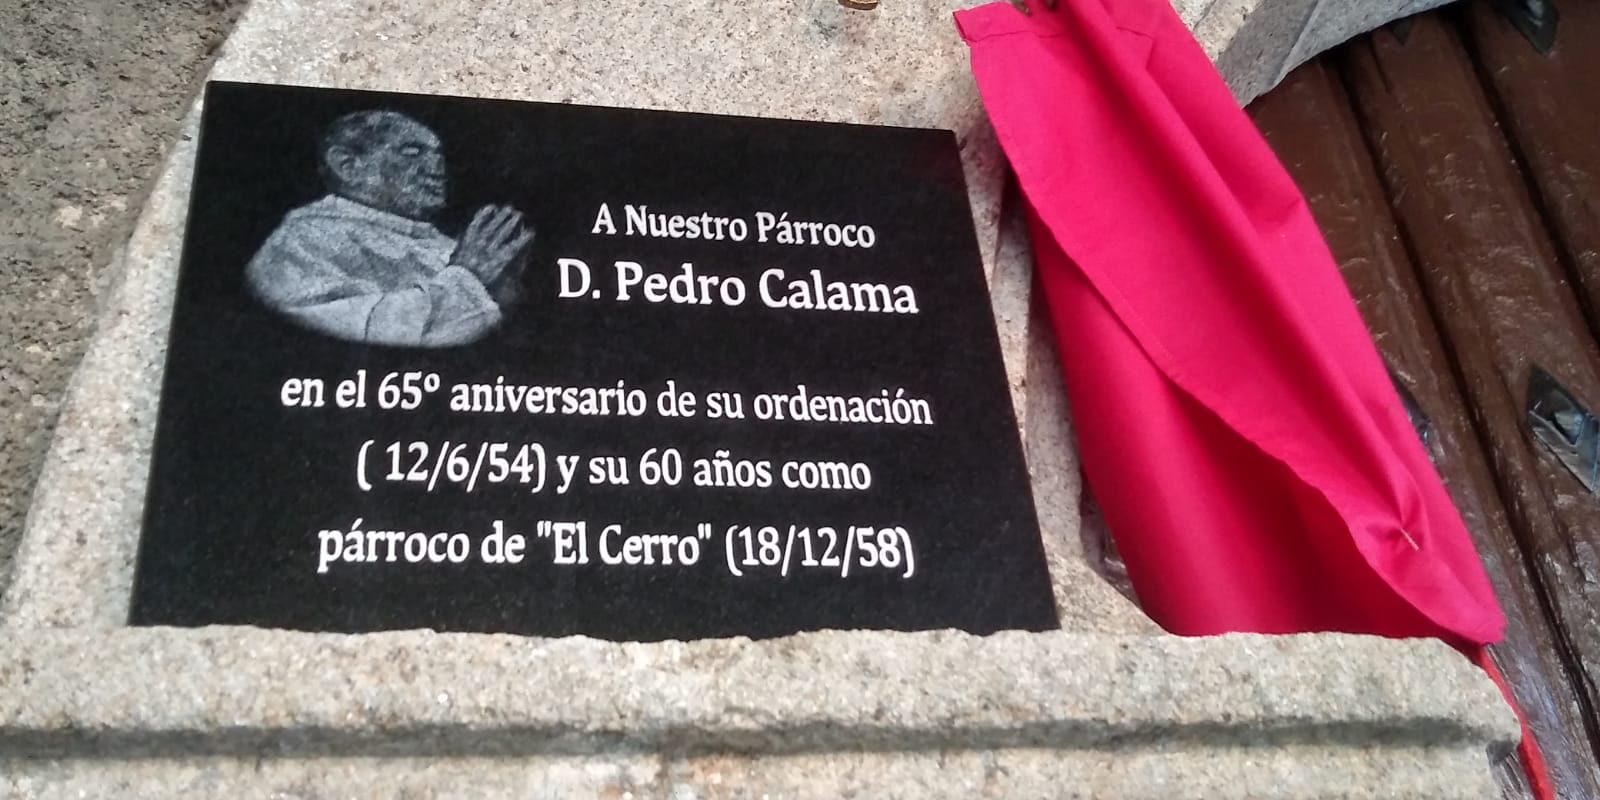 A Nuestro Párroco
D. Pedro Calama
en el 65º aniversario de su ordenación
( 12/6/54) y su 60 años como
párroco de "El Cerro" (18/12/58)